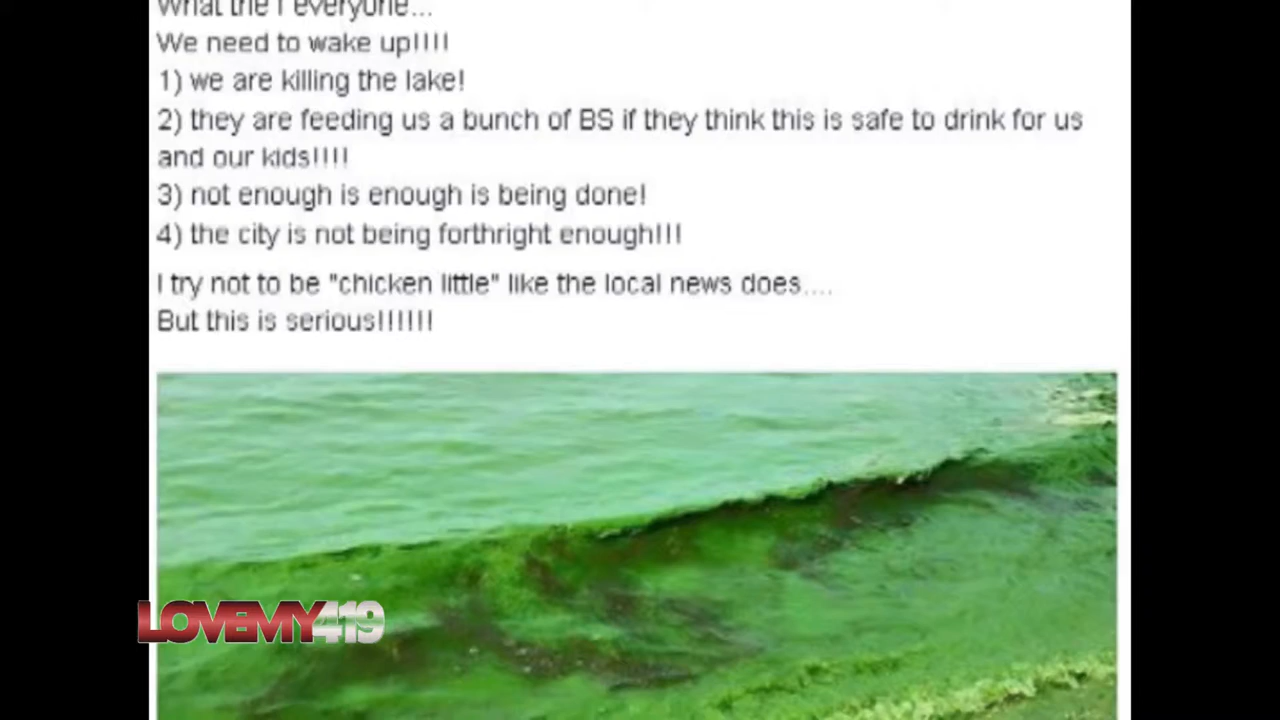 What the f everyone...
We need to wake up!!!!
1) we are killing the lake!
2) they are feeding us a bunch of BS if they think this is safe to drink for us
and our kids!!!!
3) not enough is enough is being done!
4) the city is not being forthright enough!!!
I try not to be "chicken little" like the local news does....
But this is serious!!!!!!
LOVEMY419